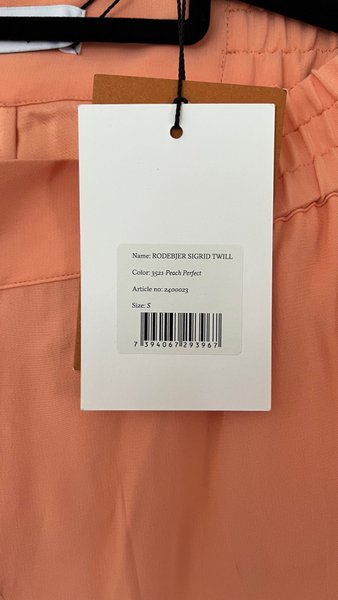 Name: RODEBJER SIGRID TWILL
Color: 3521 Peach Perfect
Article no: 2400023
Size: S
7 394067 293967